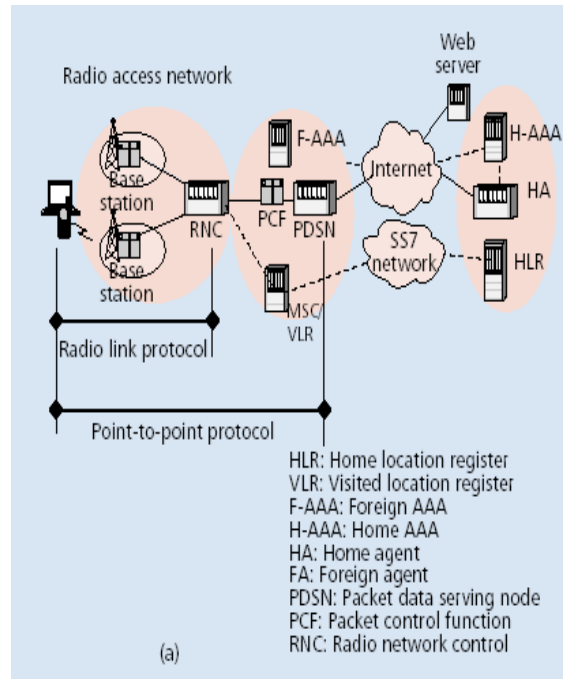 Web
server
Radio access network
F-AAA
H-AAA
Internet
HA
Base
station
RNC
PCF
PDSN
SS7
network
HLR
Base
station
MSC/
VLR
Radio link protocol
Point-to-point protocol
HLR: Home location register
VLR: Visited location register
F-AAA: Foreign AAA
H-AAA: Home AAA
HA: Home agent
FA: Foreign agent
PDSN: Packet data serving node
PCF: Packet control function
RNC: Radio network control
(a)